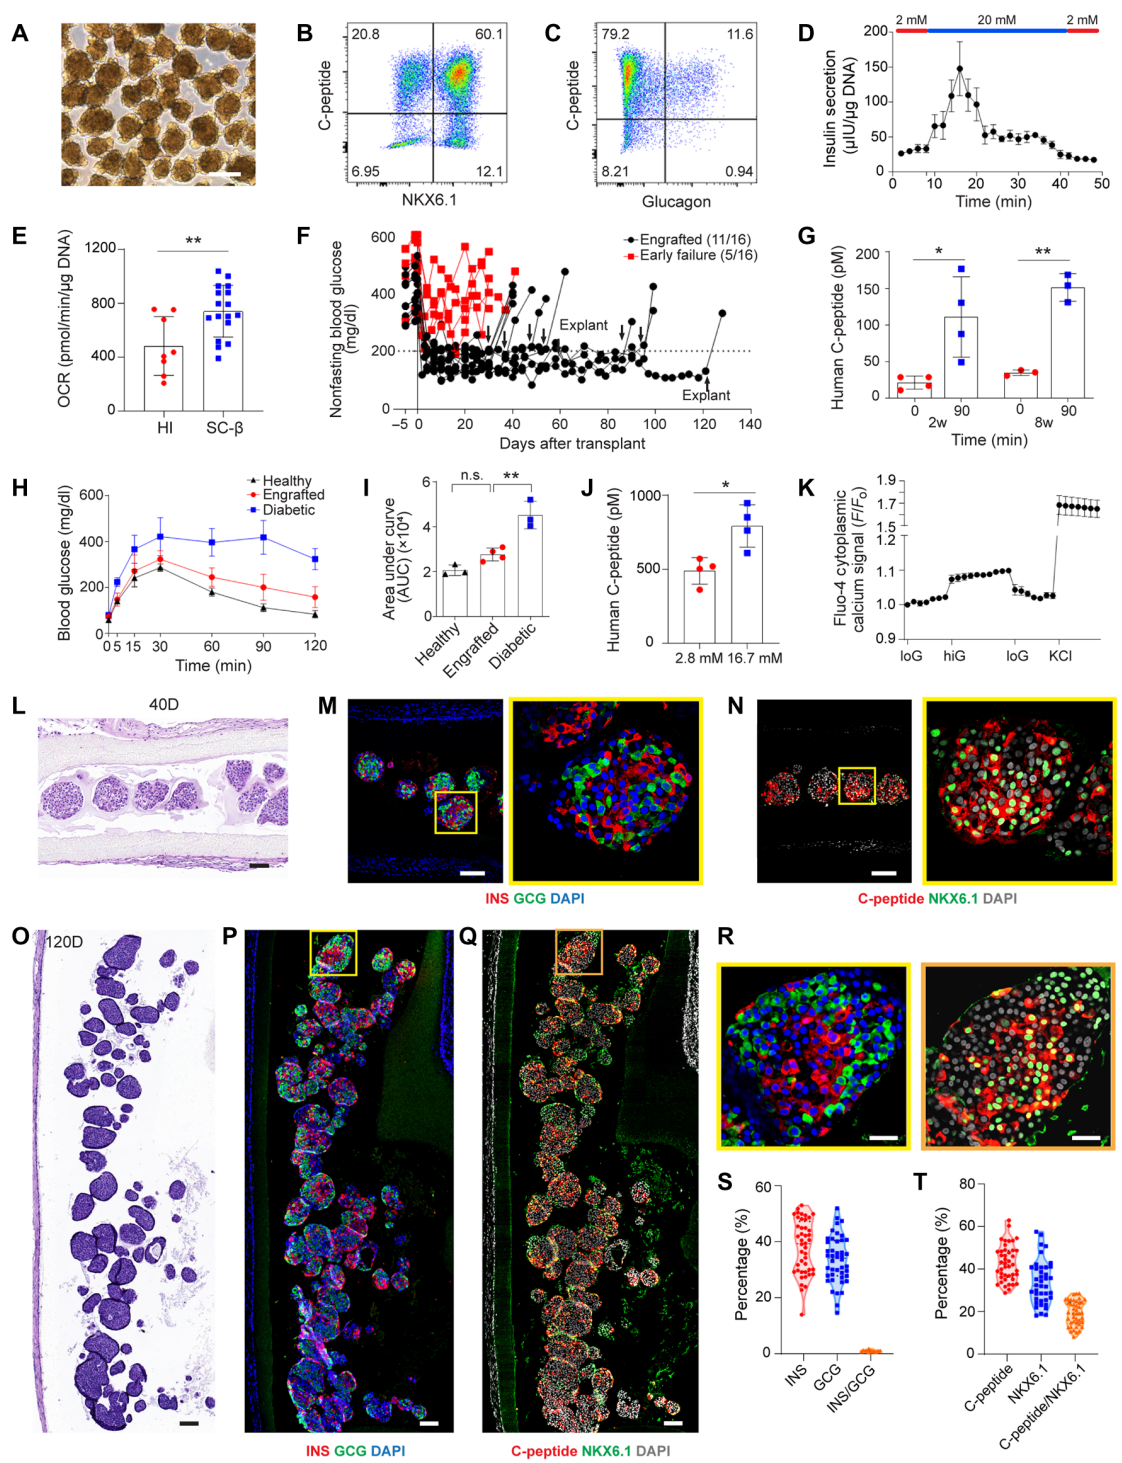 A
B
20.8
60.1
6.95
12.1
C-peptide
NKX6.1
C
79.2
11.6
8.21
0.94
C-peptide
Glucagon
D
2 mM
20 mM
2 mM
200
150
100
50
0
Insulin secretion
(µIU/µg DNA)
0
10
20
30
40
50
Time (min)
E
**
1200
800
400
0
OCR (pmol/min/µg DNA)
HI
SC-β
F
600
400
200
0
Nonfasting blood glucose
(mg/dl)
Engrafted (11/16)
Early failure (5/16)
Explant
Explant
−5
0
20
40
60
80
100
120
140
Days after transplant
G
*
**
200
150
100
50
0
Human C-peptide (pM)
0
90
0
90
2w
8w
Time (min)
H
Healthy
Engrafted
Diabetic
600
400
200
0
Blood glucose (mg/dl)
0
5
15
30
60
90
120
Time (min)
I
n.s.
**
6
4
2
0
Area under curve
(AUC) (×10⁴)
Healthy
Engrafted
Diabetic
J
*
1000
500
0
Human C-peptide (pM)
2.8 mM
16.7 mM
K
1.7
1.5
1.2
1.1
1.0
0.9
Fluo-4 cytoplasmic
calcium signal (F/F₀)
loG
hiG
loG
KCl
L
40D
M
INS GCG DAPI
N
C-peptide NKX6.1 DAPI
O
120D
P
INS GCG DAPI
Q
C-peptide NKX6.1 DAPI
R
S
60
40
20
0
Percentage (%)
INS
GCG
INS/GCG
T
80
60
40
20
0
Percentage (%)
C-peptide
NKX6.1
C-peptide/NKX6.1